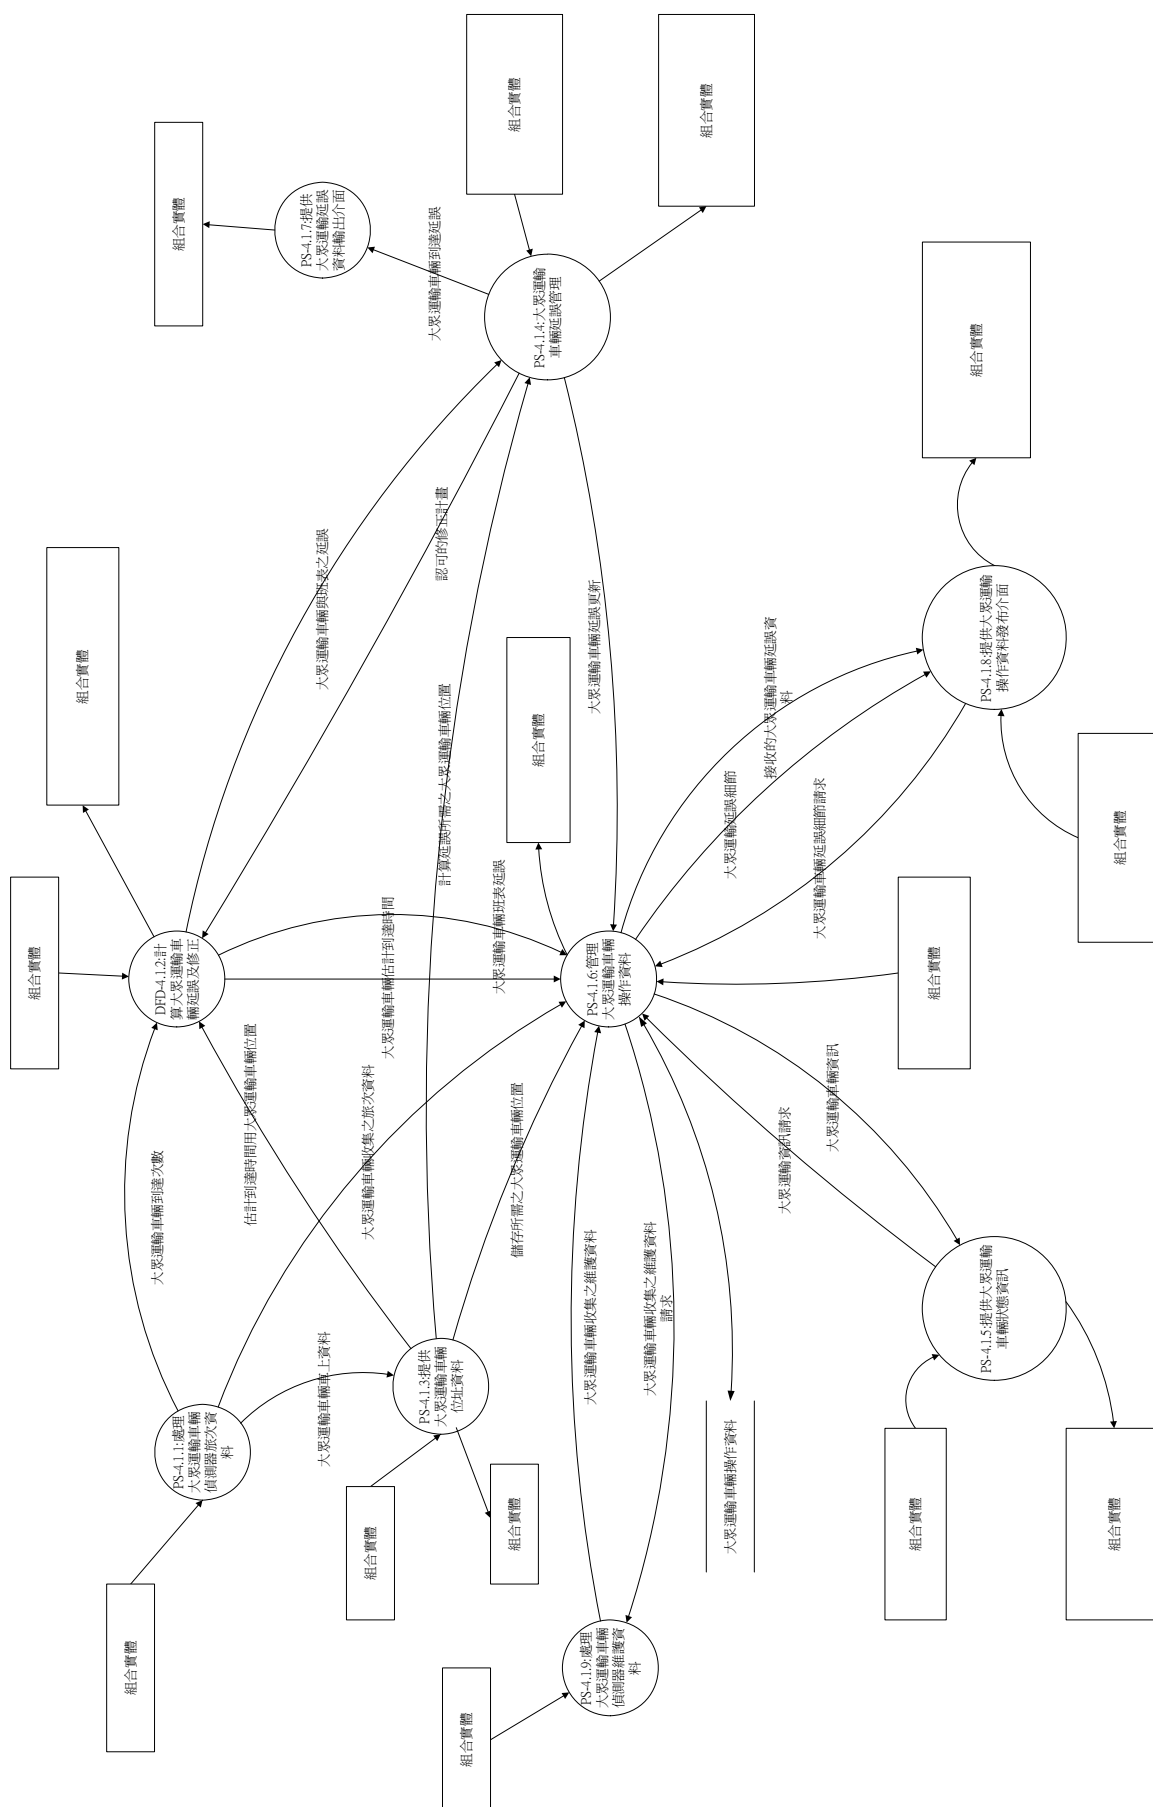 組合實體
組合實體
組合實體
PS-4.1.7:提供
大眾運輸延誤
資料輸出介面
大眾運輸車輛到達延誤
PS-4.1.4:大眾運輸
車輛延誤管理
組合實體
組合實體
大眾運輸車輛與班表之延誤
認可的修正計畫
計算延誤所需之大眾運輸車輛位置
大眾運輸車輛延誤更新
組合實體
接收的大眾運輸車輛延誤資
料
PS-4.1.8:提供大眾運輸
操作資料發布介面
大眾運輸延誤細節
大眾運輸車輛延誤細節請求
組合實體
組合實體
DFD-4.1.2:計
算大眾運輸車
輛延誤及修正
大眾運輸車輛班表延誤
大眾運輸車輛估計到達時間
PS-4.1.6:管理
大眾運輸車輛
操作資料
組合實體
組合實體
估計到達時間用大眾運輸車輛位置
大眾運輸車輛收集之旅次資料
儲存所需之大眾運輸車輛位置
大眾運輸車輛資訊
大眾運輸資訊請求
大眾運輸車輛到達次數
大眾運輸車輛車上資料
大眾運輸車輛收集之維護資料
大眾運輸車輛收集之維護資料
請求
PS-4.1.5:提供大眾運輸
車輛狀態資訊
PS-4.1.3:提供
大眾運輸車輛
位址資料
PS-4.1.1:處理
大眾運輸車輛
偵測器旅次資
料
大眾運輸車輛操作資料
組合實體
組合實體
組合實體
組合實體
組合實體
PS-4.1.9:處理
大眾運輸車輛
偵測器維護資
料
組合實體